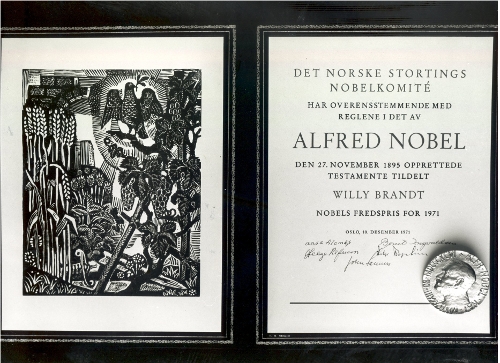 DET NORSKE STORTINGS
NOBELKOMITÉ
HAR OVERENSSTEMMENDE MED
REGLENE I DET AV
ALFRED NOBEL
DEN 27. NOVEMBER 1895 OPPRETTEDE
TESTAMENTE TILDELT
WILLY BRANDT
NOBELS FREDSPRIS FOR 1971
OSLO, 10. DESEMBER 1971